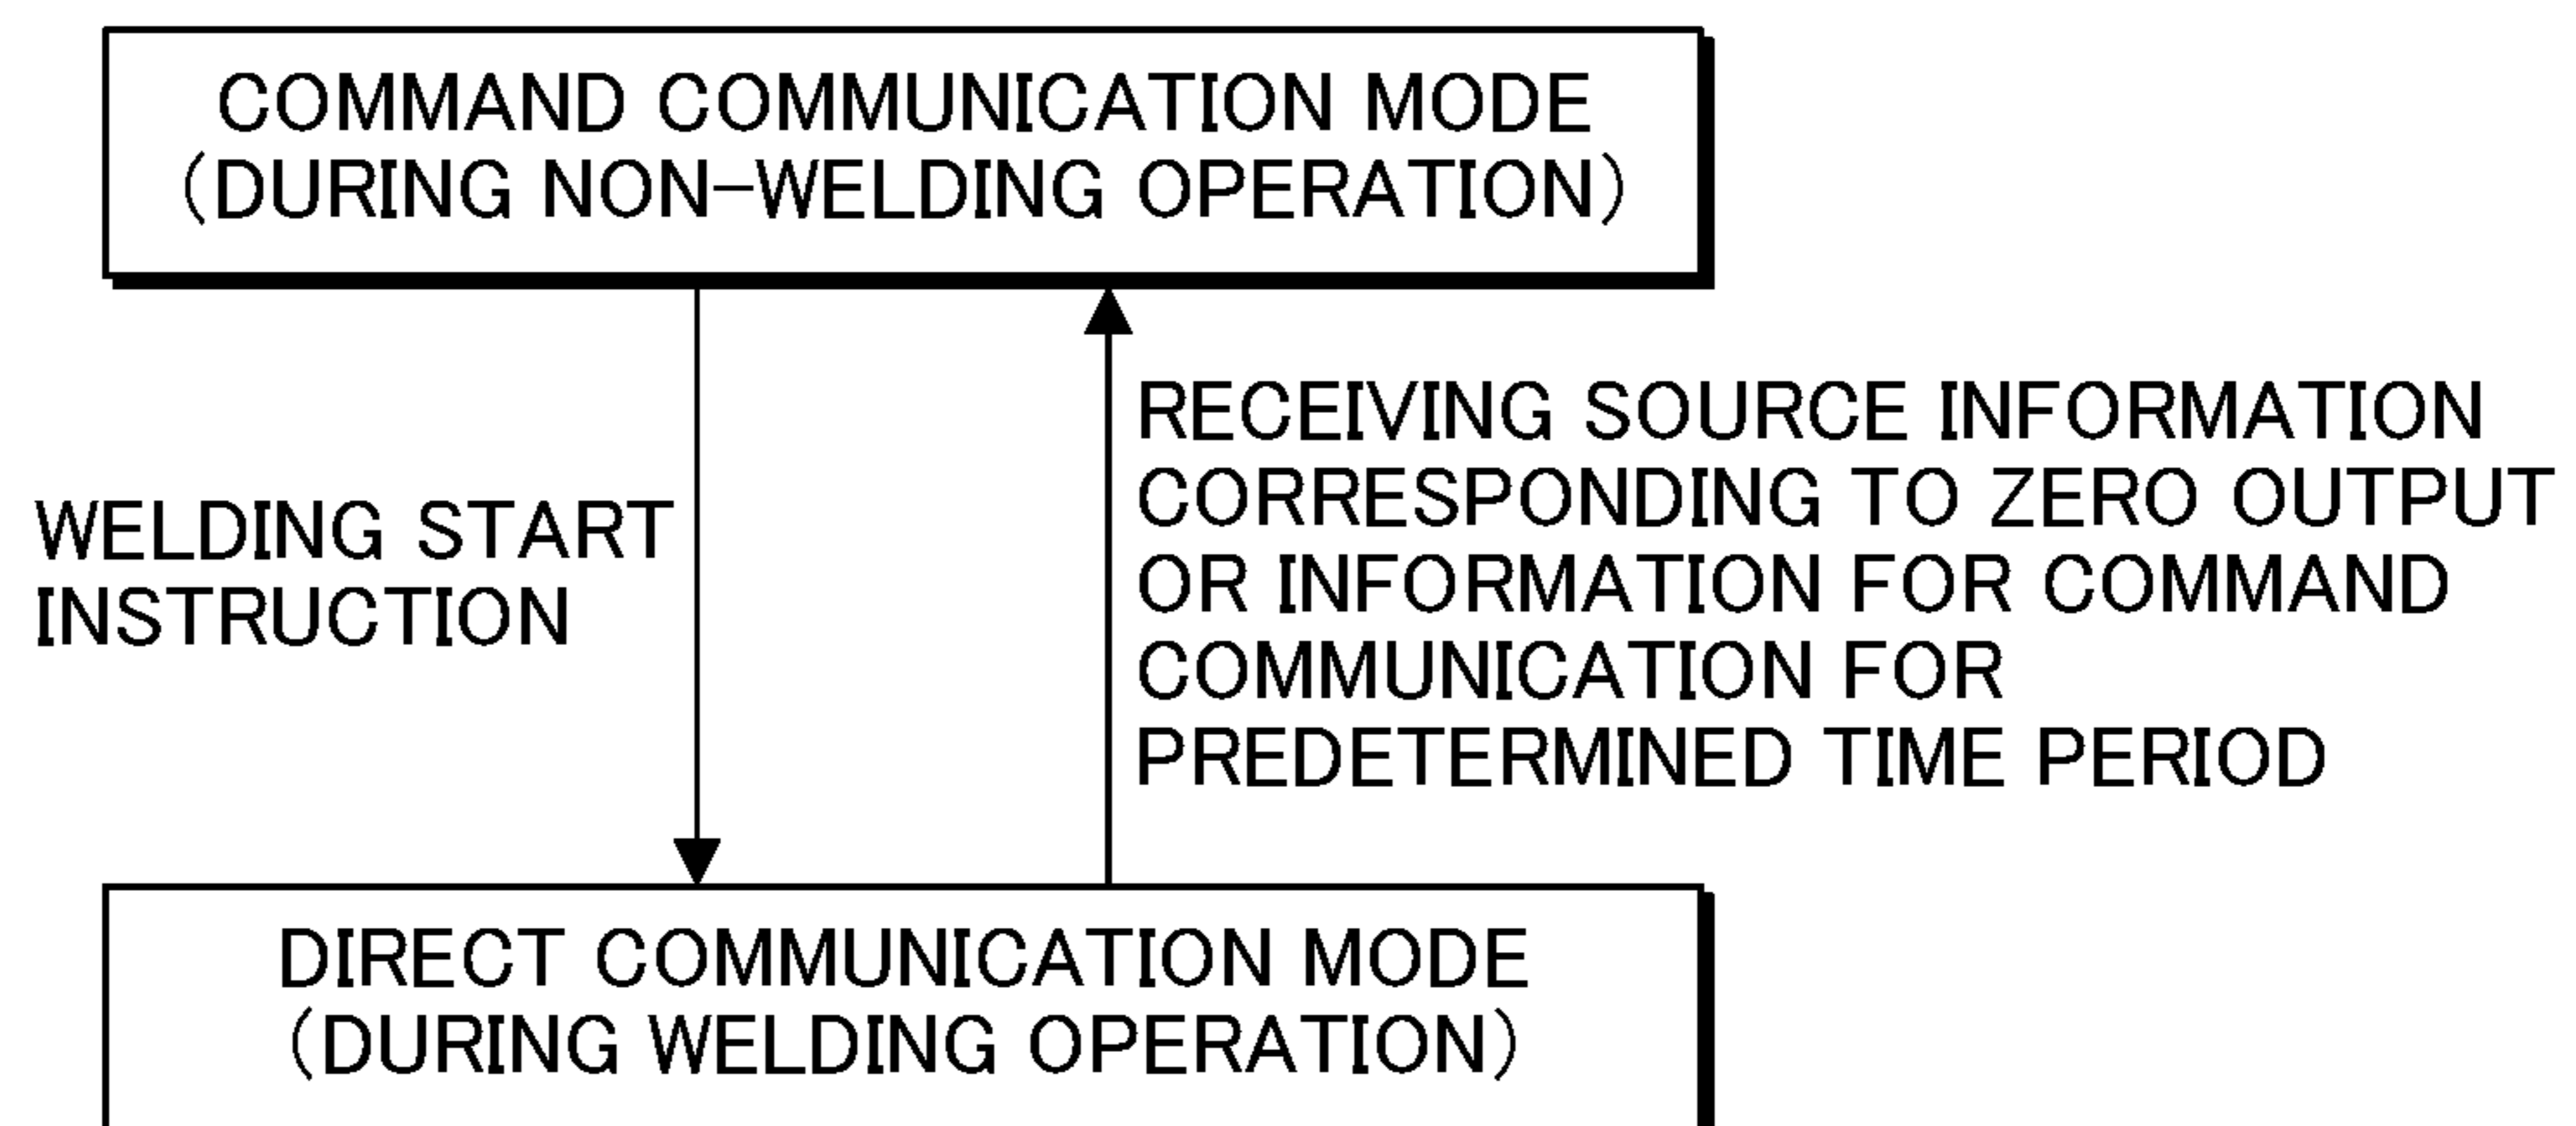 COMMAND COMMUNICATION MODE
(DURING NON-WELDING OPERATION)
WELDING START
INSTRUCTION
RECEIVING SOURCE INFORMATION
CORRESPONDING TO ZERO OUTPUT
OR INFORMATION FOR COMMAND
COMMUNICATION FOR
PREDETERMINED TIME PERIOD
DIRECT COMMUNICATION MODE
(DURING WELDING OPERATION)